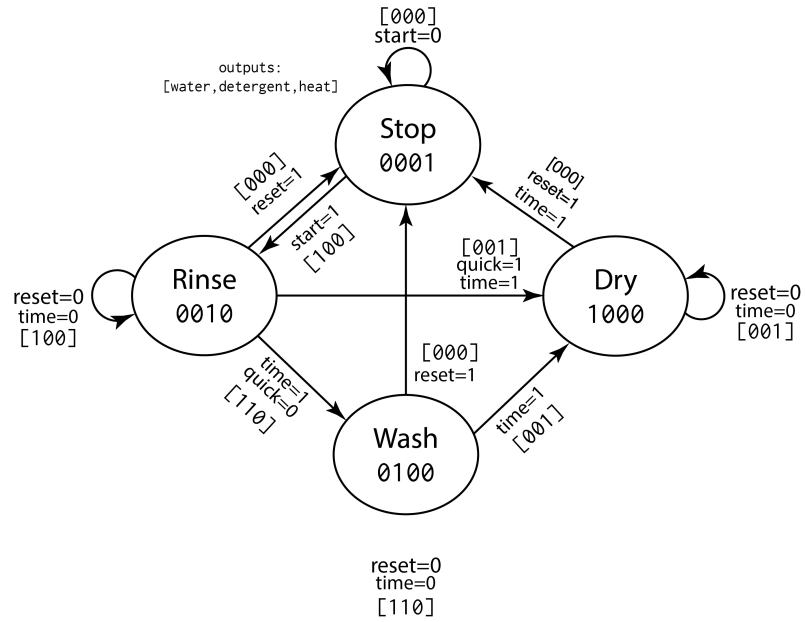 [000]
start=0
outputs:
[water,detergent,heat]
Stop
0001
[000]
reset=1
start=1
[100]
[000]
reset=1
time=1
Rinse
0010
reset=0
time=0
[100]
[001]
quick=1
time=1
Dry
1000
reset=0
time=0
[001]
[000]
reset=1
time=1
quick=0
[110]
time=1
[001]
Wash
0100
reset=0
time=0
[110]